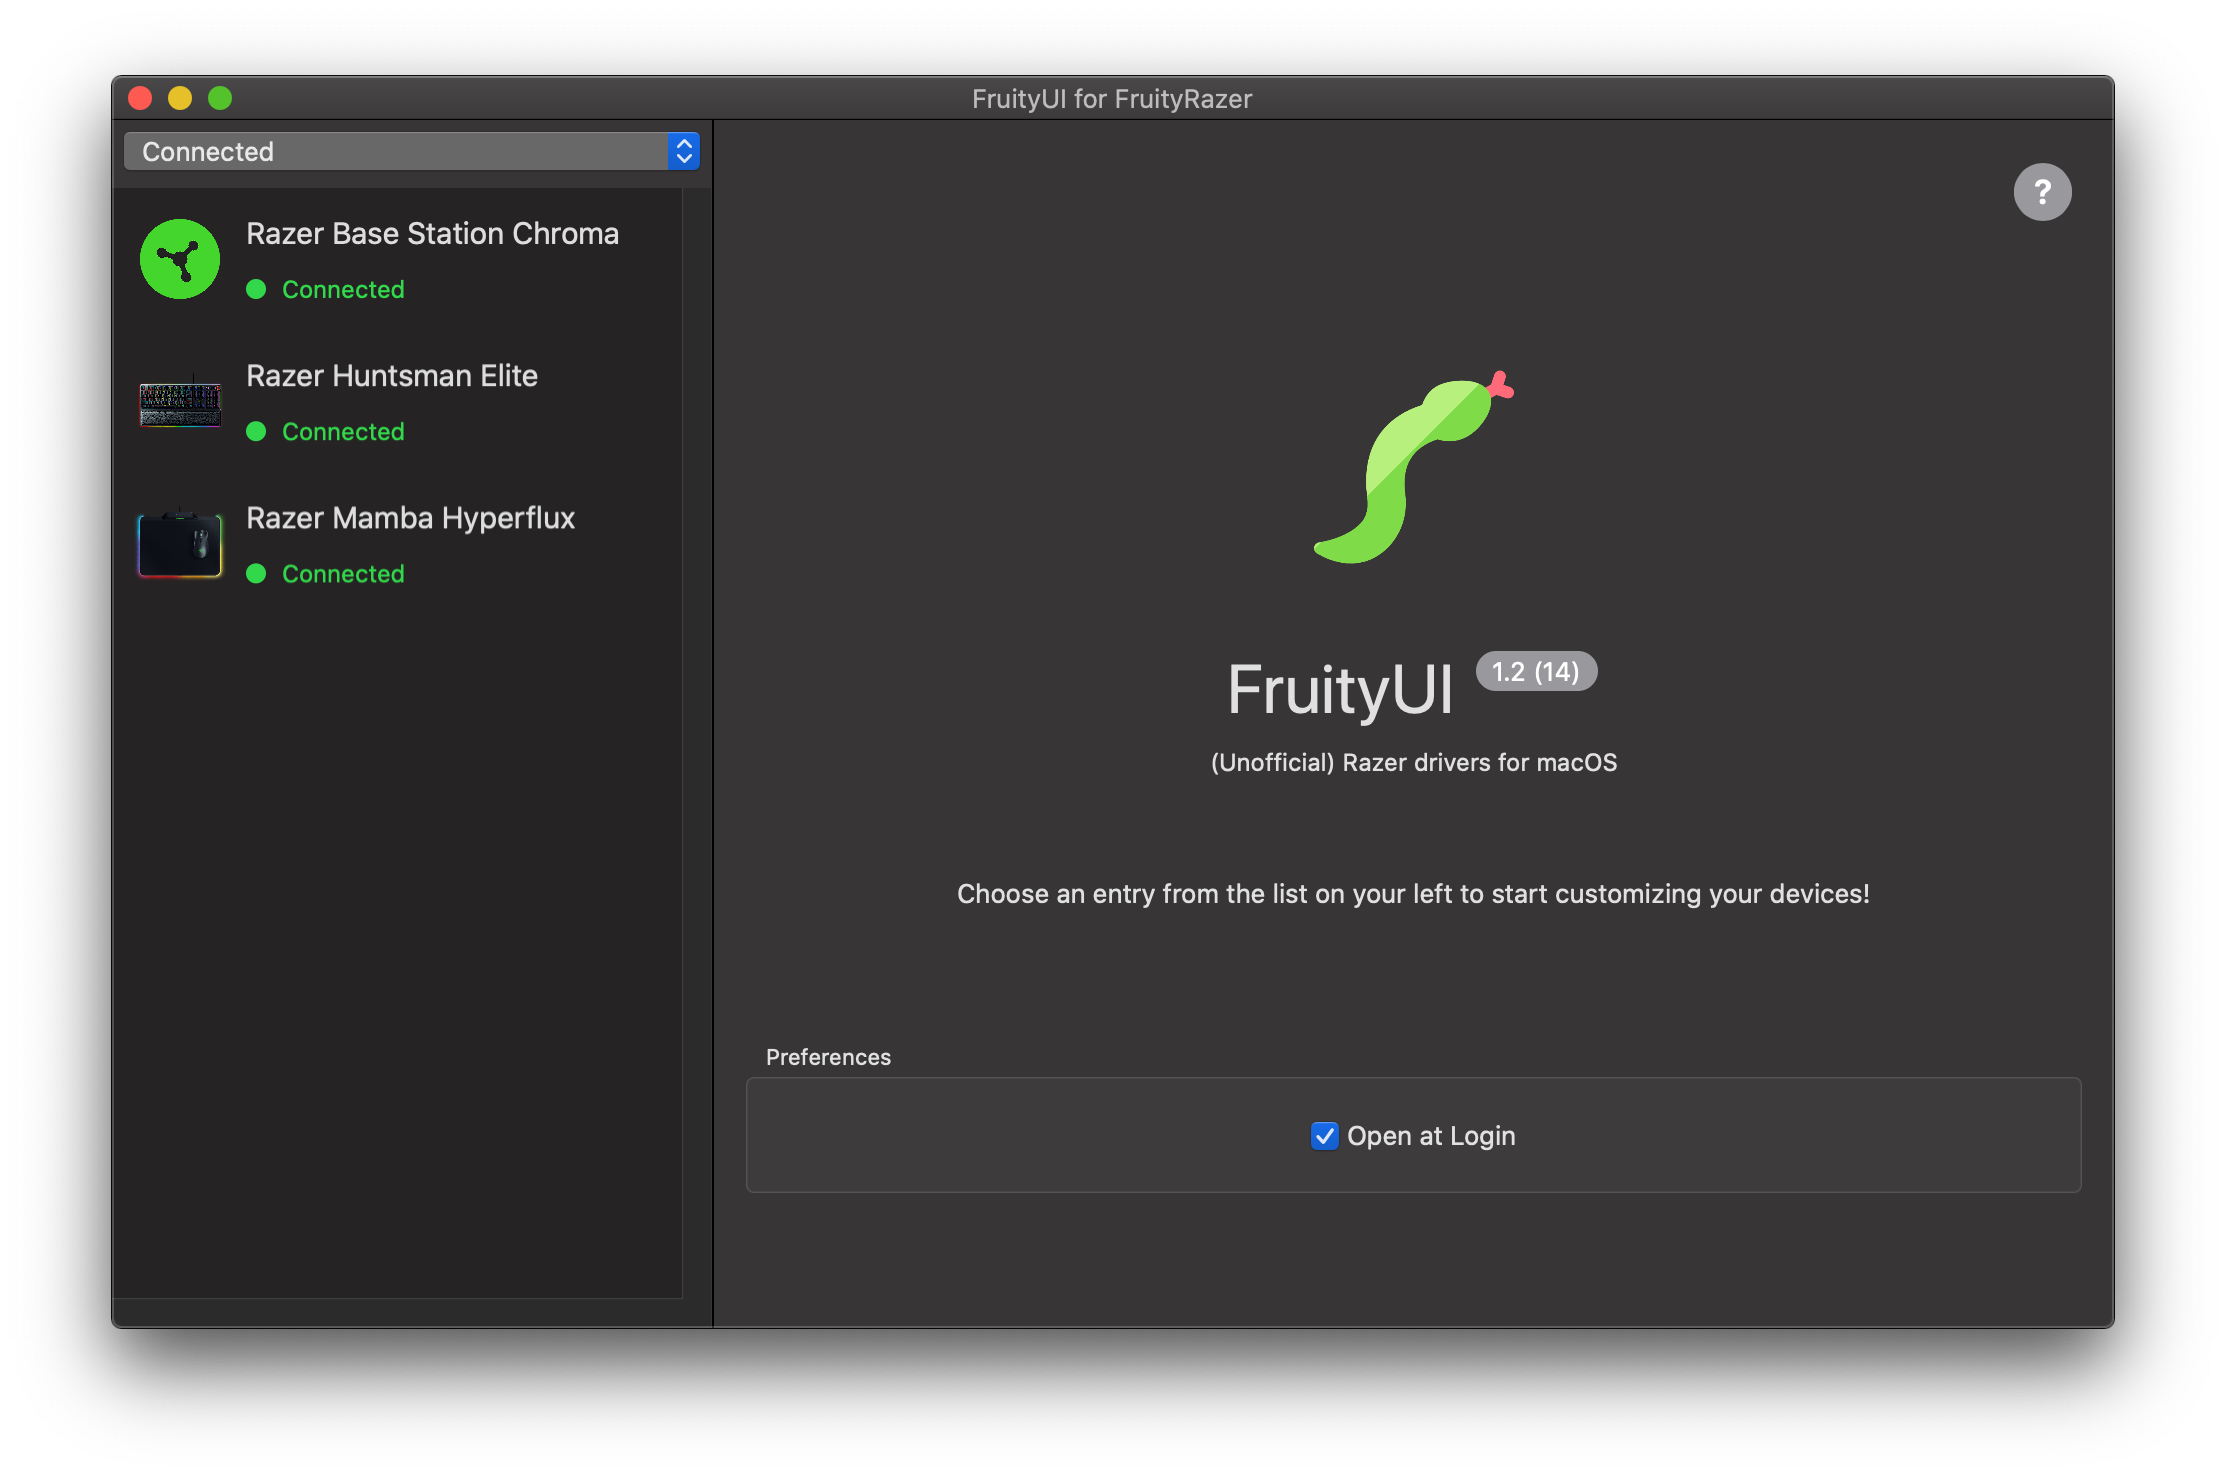 FruityUI for FruityRazer
Connected
Razer Base Station Chroma
Connected
Razer Huntsman Elite
Connected
Razer Mamba Hyperflux
Connected
?
FruityUI 1.2 (14)
(Unofficial) Razer drivers for macOS
Choose an entry from the list on your left to start customizing your devices!
Preferences
Open at Login